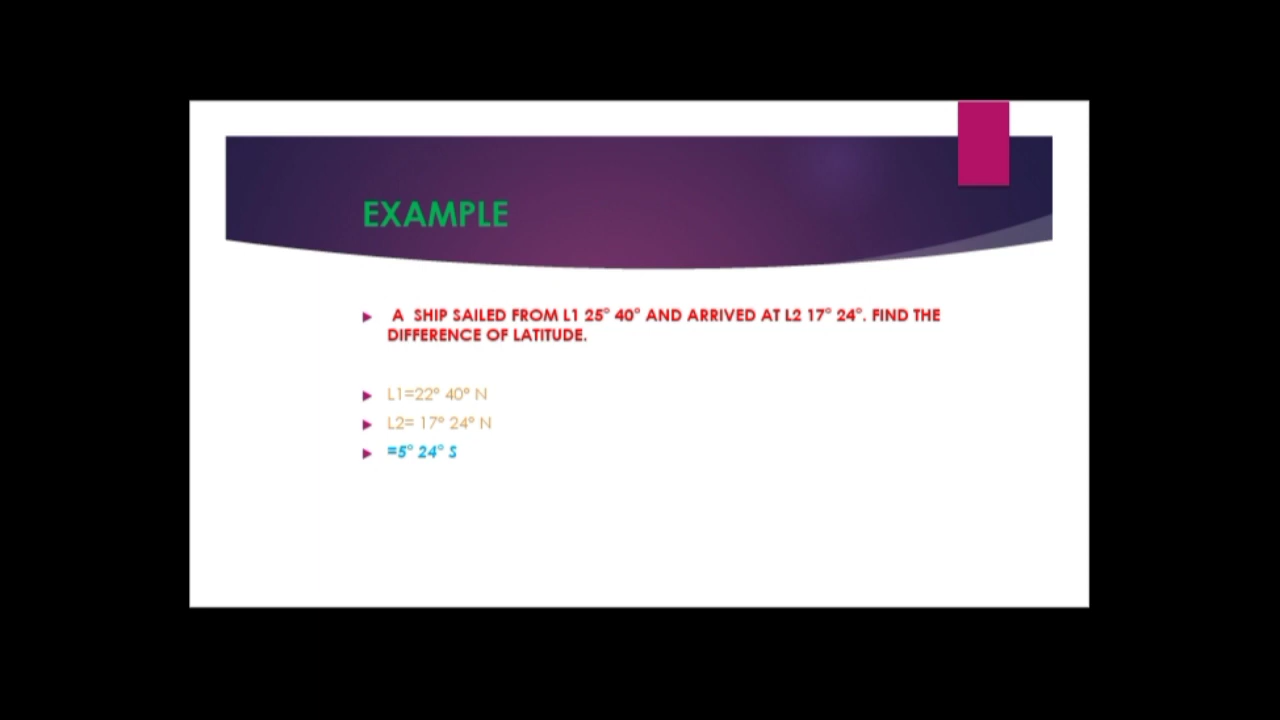 EXAMPLE
A SHIP SAILED FROM L1 25° 40° AND ARRIVED AT L2 17° 24°. FIND THE
DIFFERENCE OF LATITUDE.
L1=22° 40° N
L2= 17° 24° N
=5° 24° S